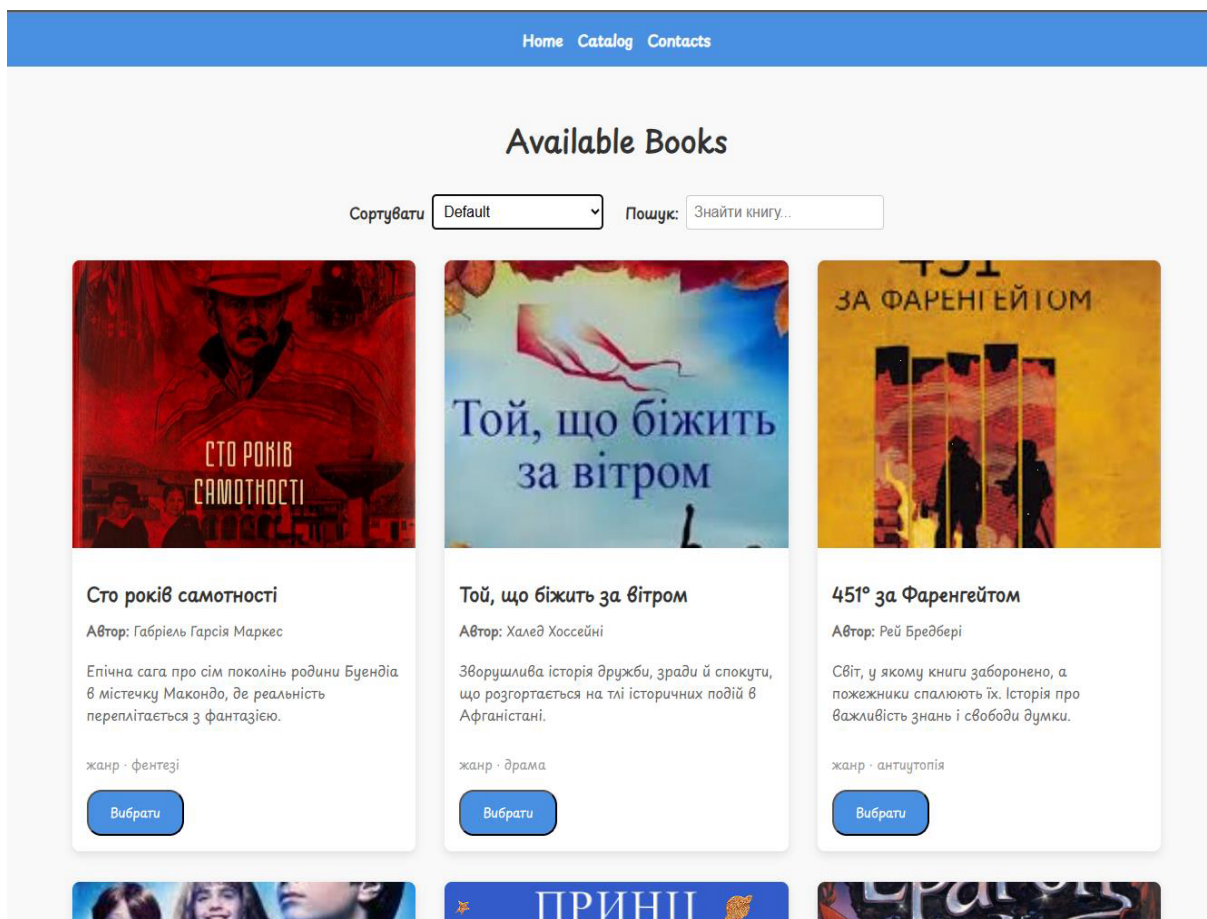 Home Catalog Contacts
Available Books
Сортувати Default Пошук: Знайти книгу...
СТО РОКІВ
САМОТНОСТІ
Той, що біжить
за вітром
451
ЗА ФАРЕНГЕЙТОМ
Сто років самотності
Той, що біжить за вітром
451° за Фаренгейтом
Автор: Габріель Гарсія Маркес
Автор: Халед Хоссейні
Автор: Рей Бредбері
Епічна сага про сім поколінь родини Буендіа
в містечку Макондо, де реальність
переплітається з фантазією.
Зворушлива історія дружби, зради й спокути,
що розгортається на тлі історичних подій в
Афганістані.
Світ, у якому книги заборонено, а
пожежники спалюють їх. Історія про
важливість знань і свободи думки.
жанр · фентезі
жанр · драма
жанр · антиутопія
Вибрати
Вибрати
Вибрати
ПРИНЦ
Ерагон